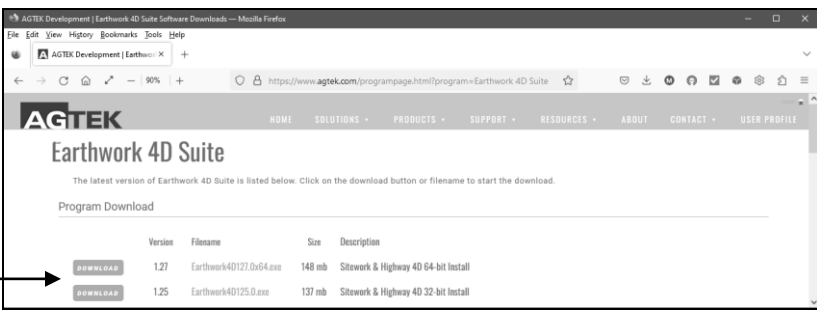 AGTEK Development | Earthwork 4D Suite Software Downloads — Mozilla Firefox
File Edit View History Bookmarks Tools Help
AGTEK Development | Earthwor
90%
https://www.agtek.com/programpage.html?program=Earthwork 4D Suite
AGTEK HOME SOLUTIONS PRODUCTS SUPPORT RESOURCES ABOUT CONTACT USER PROFILE
Earthwork 4D Suite
The latest version of Earthwork 4D Suite is listed below. Click on the download button or filename to start the download.
Program Download
Version Filename Size Description
DOWNLOAD 1.27 Earthwork4D127.0x64.exe 148 mb Sitework & Highway 4D 64-bit Install
DOWNLOAD 1.25 Earthwork4D125.0.exe 137 mb Sitework & Highway 4D 32-bit Install